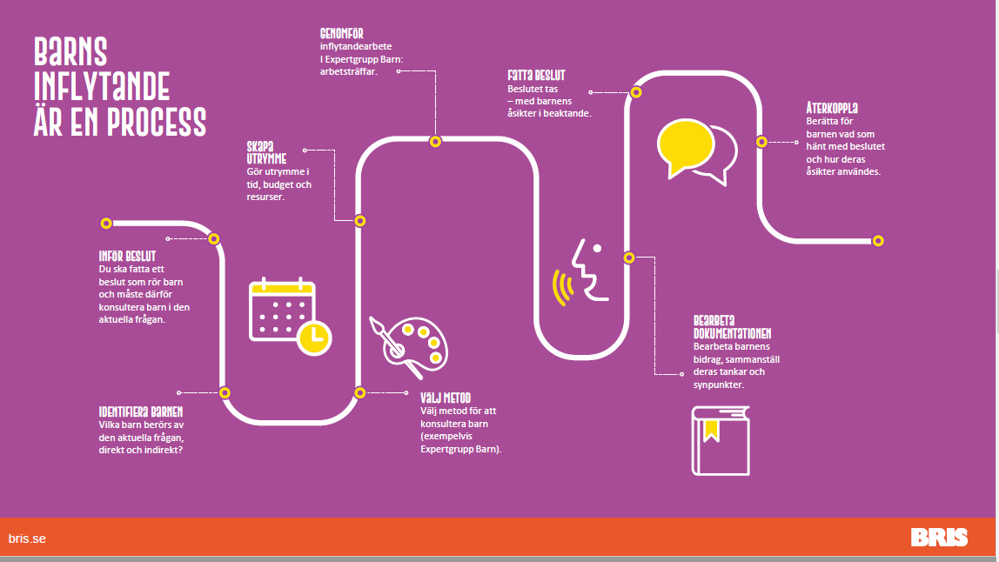 BARNS
INFLYTANDE
ÄR EN PROCESS
INFÖR BESLUT
Du ska fatta ett
beslut som rör barn
och måste därför
konsultera barn i den
aktuella frågan.
IDENTIFIERA BARNEN
Vilka barn berörs av
den aktuella frågan,
direkt och indirekt?
VÄLJ METOD
Välj metod för att
konsultera barn
(exempelvis
Expertgrupp Barn).
SKAPA
UTRYMME
Gör utrymme i
tid, budget och
resurser.
GENOMFÖR
inflytandearbete
I Expertgrupp Barn:
arbetsträffar.
BEARBETA
DOKUMENTATIONEN
Bearbeta barnens
bidrag, sammanställ
deras tankar och
synpunkter.
FATTA BESLUT
Beslutet tas
– med barnens
åsikter i beaktande.
ÅTERKOPPLA
Berätta för
barnen vad som
hänt med beslutet
och hur deras
åsikter användes.
bris.se
BRIS